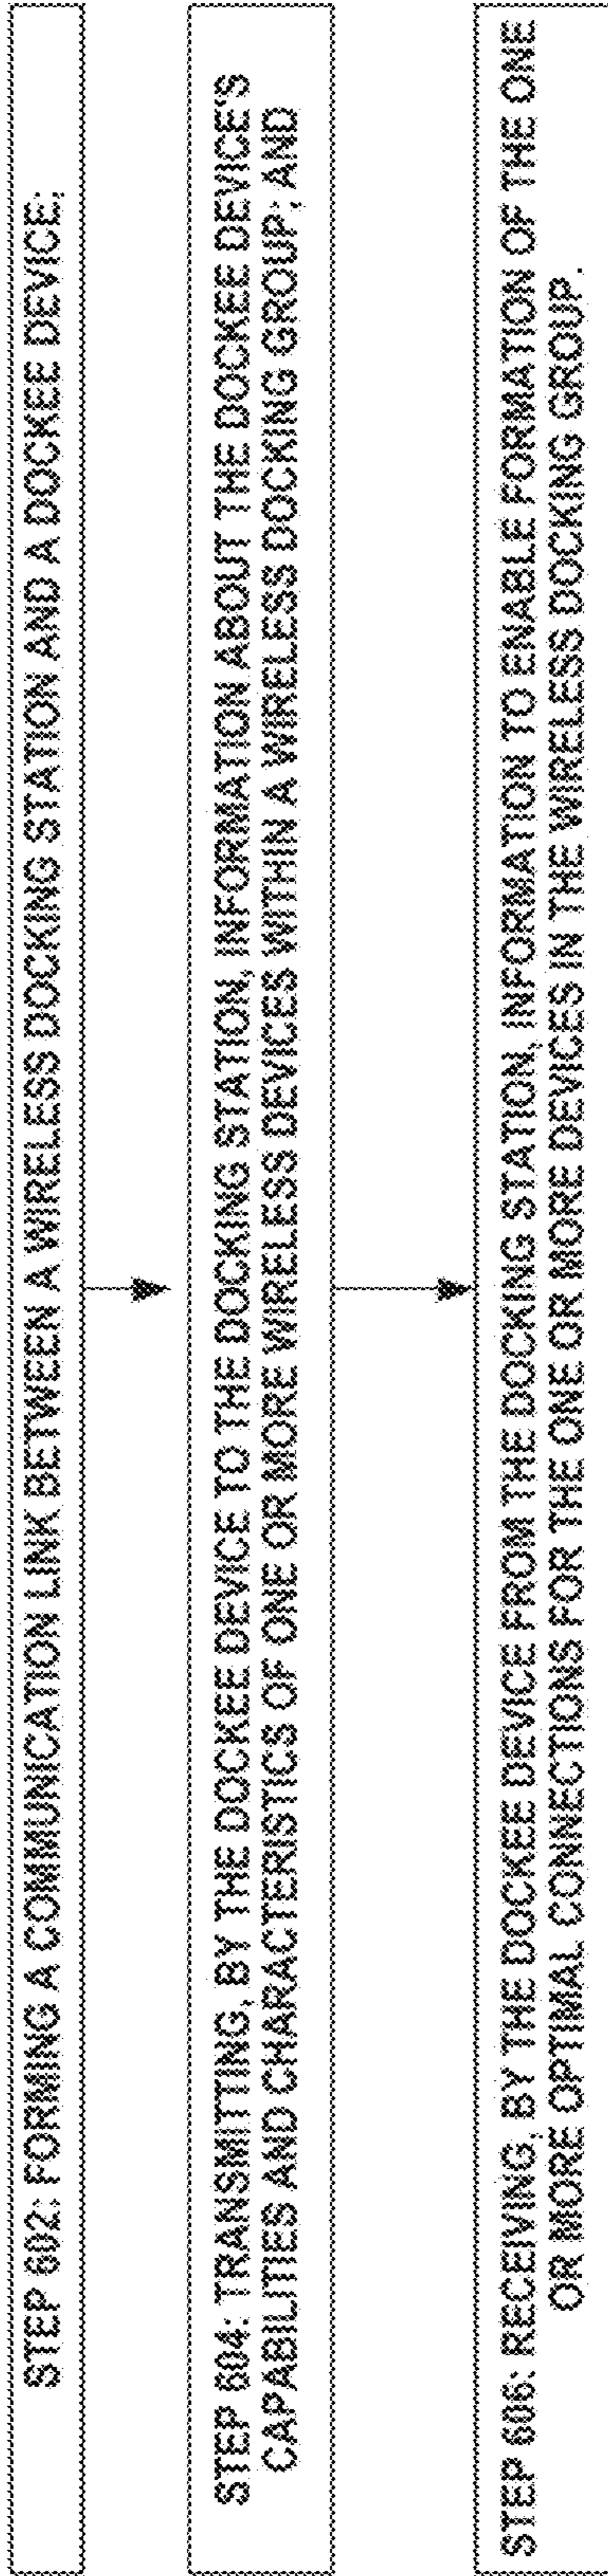 STEP 602: FORMING A COMMUNICATION LINK BETWEEN A WIRELESS DOCKING STATION AND A DOCKEE DEVICE;
STEP 604: TRANSMITTING, BY THE DOCKEE DEVICE TO THE DOCKING STATION, INFORMATION ABOUT THE DOCKEE DEVICE'S
CAPABILITIES AND CHARACTERISTICS OF ONE OR MORE WIRELESS DEVICES WITHIN A WIRELESS DOCKING GROUP; AND
STEP 606: RECEIVING, BY THE DOCKEE DEVICE FROM THE DOCKING STATION, INFORMATION TO ENABLE FORMATION OF THE ONE
OR MORE OPTIMAL CONNECTIONS FOR THE ONE OR MORE DEVICES IN THE WIRELESS DOCKING GROUP.